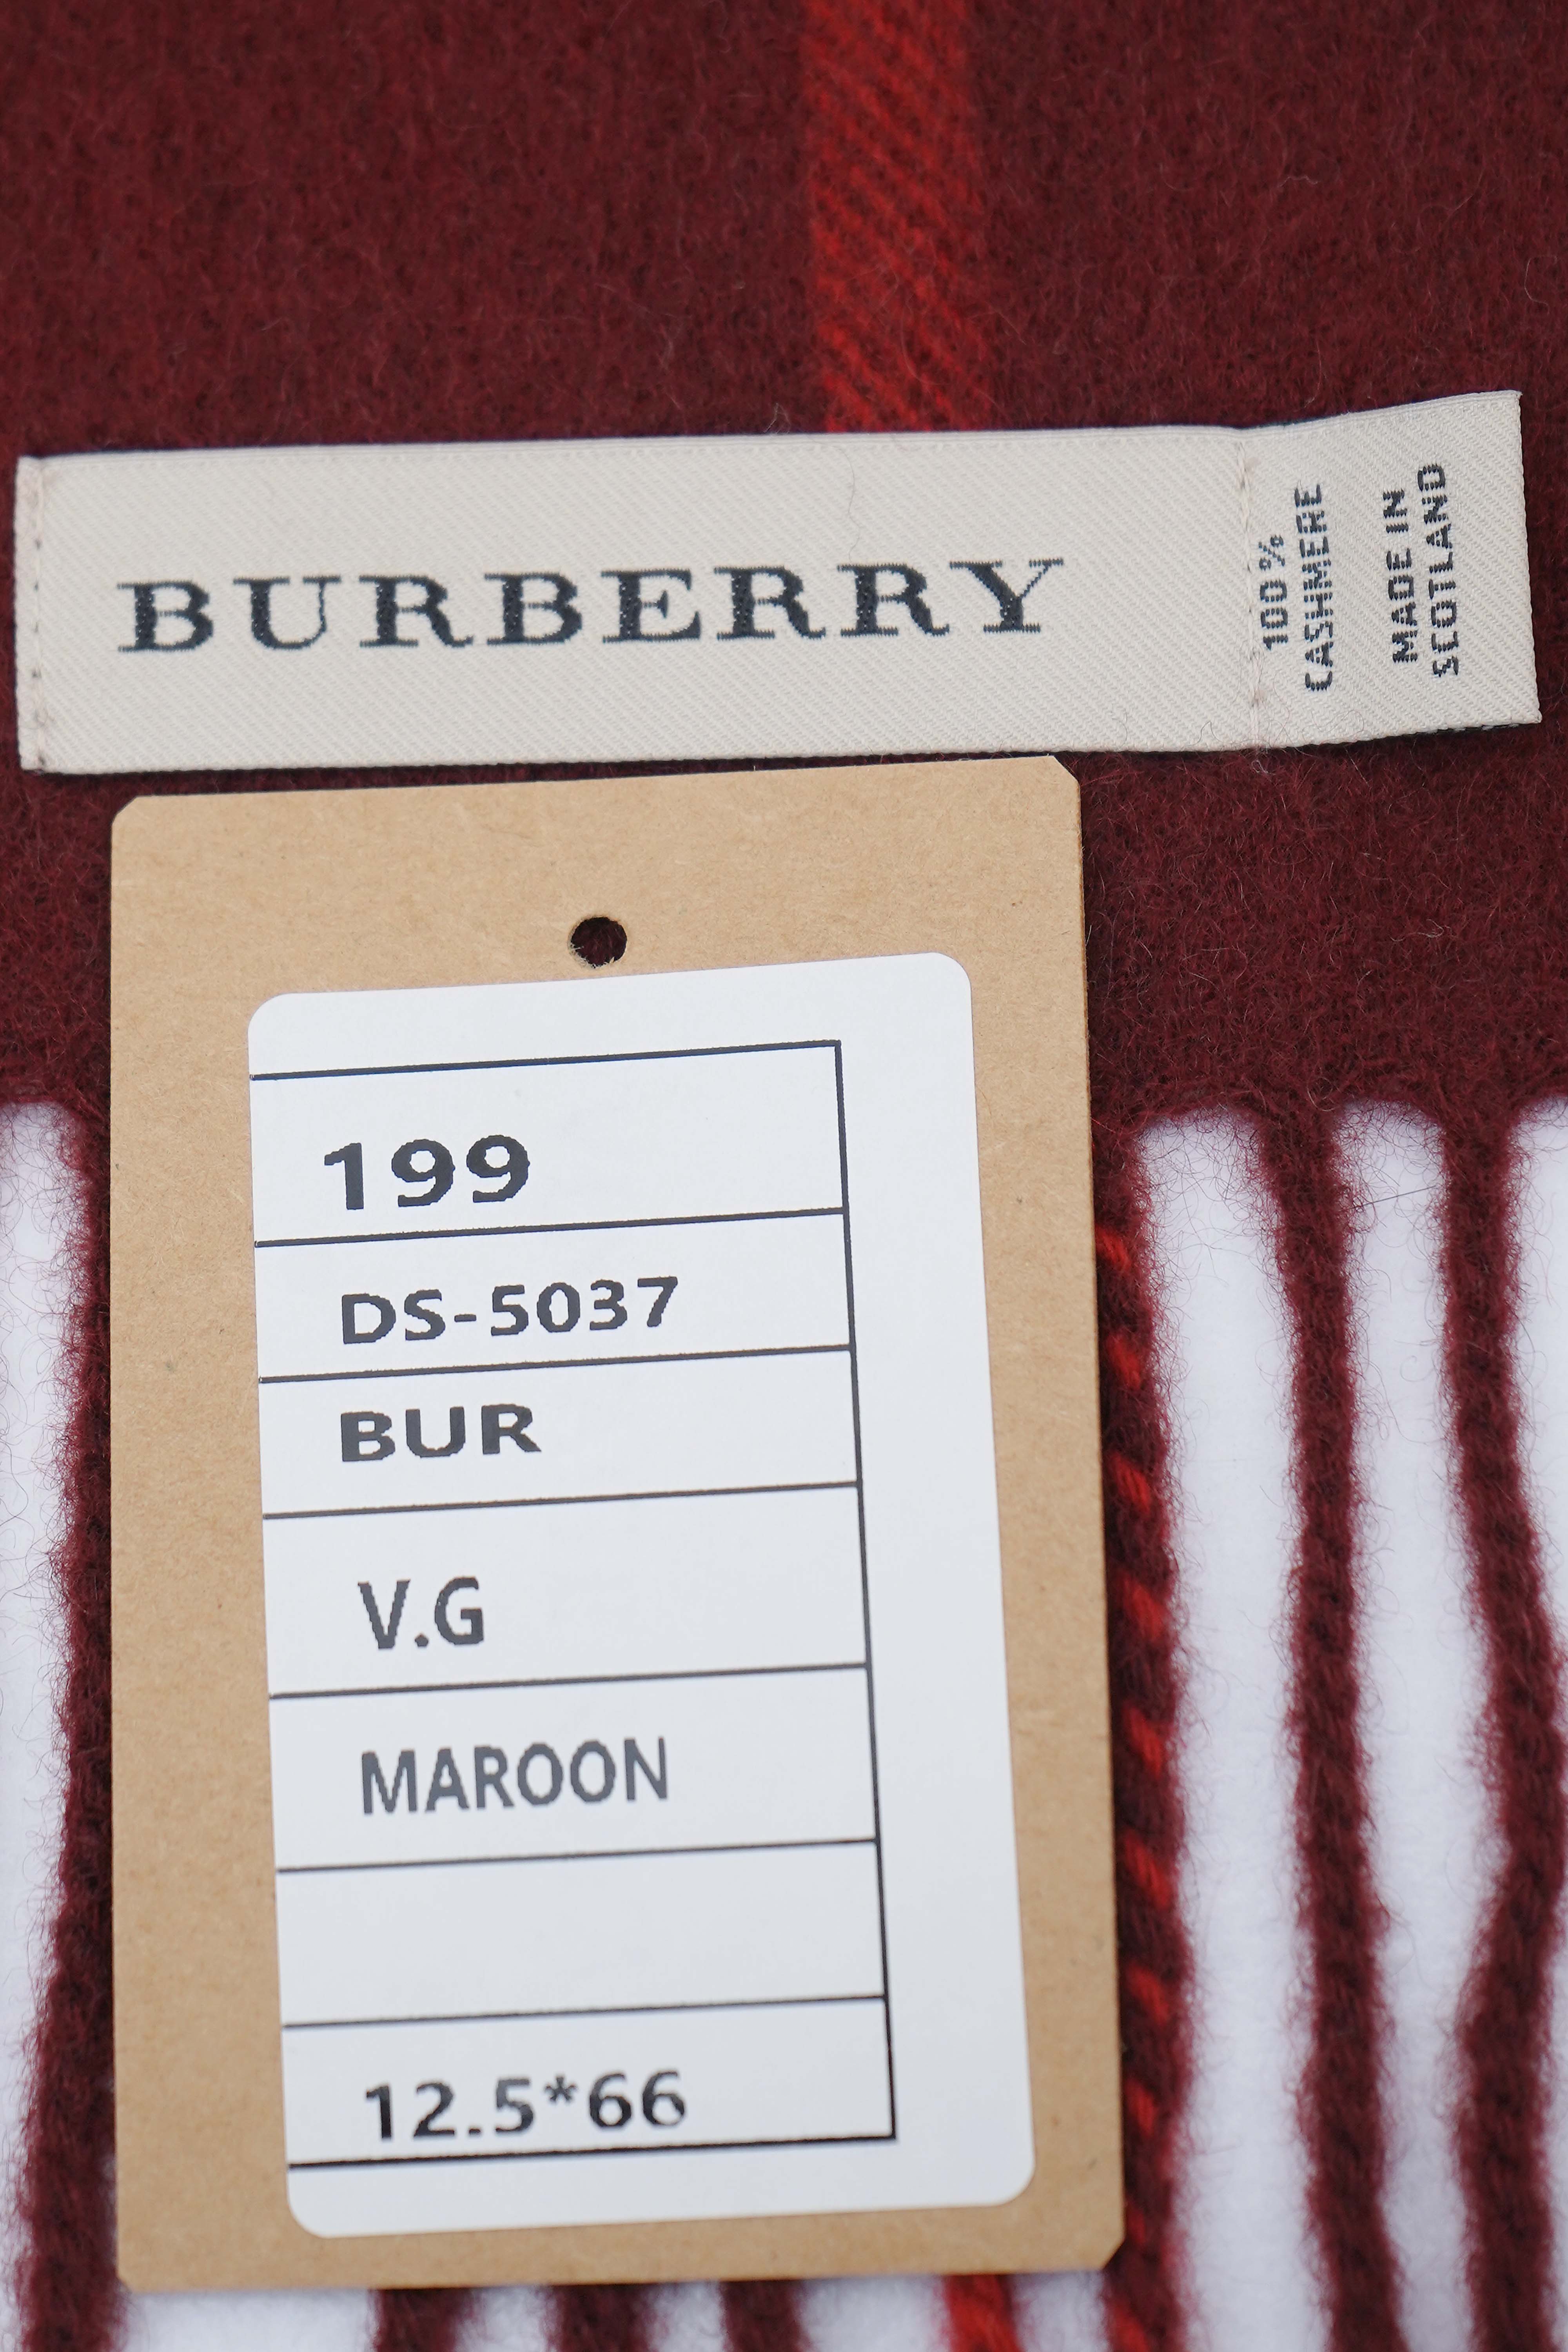 BURBERRY
100%
CASHMERE
MADE IN
SCOTLAND
199
DS-5037
BUR
V.G
MAROON
12.5*66